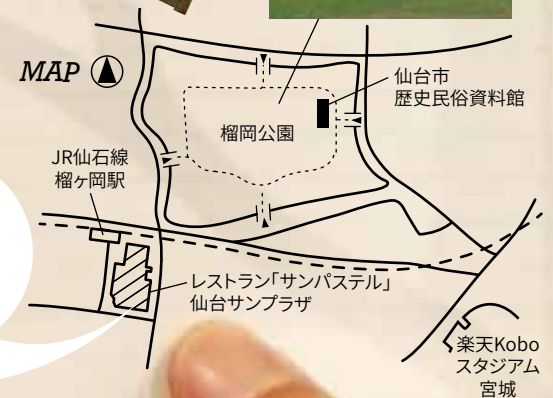 MAP
仙台市
歴史民俗資料館
榴岡公園
JR仙石線
榴ヶ岡駅
レストラン「サンパステル」
仙台サンプラザ
楽天Kobo
スタジアム
宮城